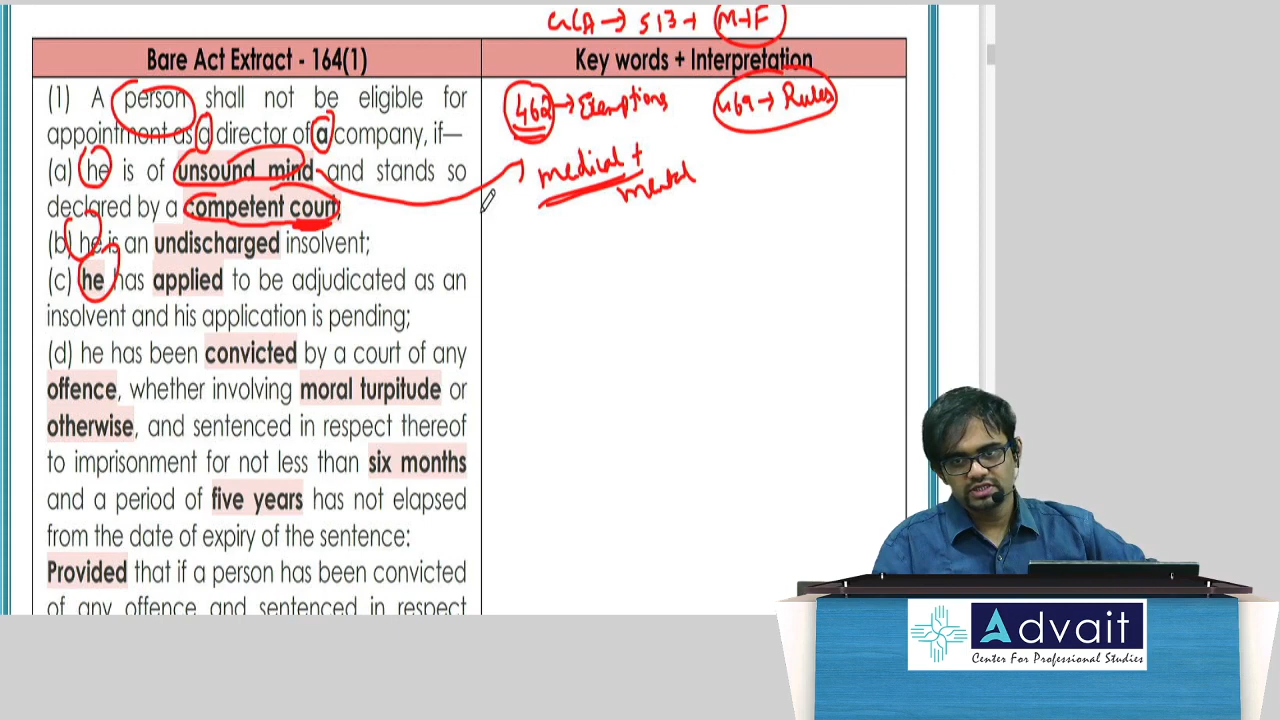 GCA → 513 + M+F
Bare Act Extract - 164(1)
Key words + Interpretation
(1) A person shall not be eligible for
appointment as a director of a company, if—
(a) he is of unsound mind and stands so
declared by a competent court;
(b) he is an undischarged insolvent;
(c) he has applied to be adjudicated as an
insolvent and his application is pending;
(d) he has been convicted by a court of any
offence, whether involving moral turpitude or
otherwise, and sentenced in respect thereof
to imprisonment for not less than six months
and a period of five years has not elapsed
from the date of expiry of the sentence:
Provided that if a person has been convicted
of any offence and sentenced in respect
462 → Exemptions
469 → Rules
medical +
mental
Advait
Center For Professional Studies